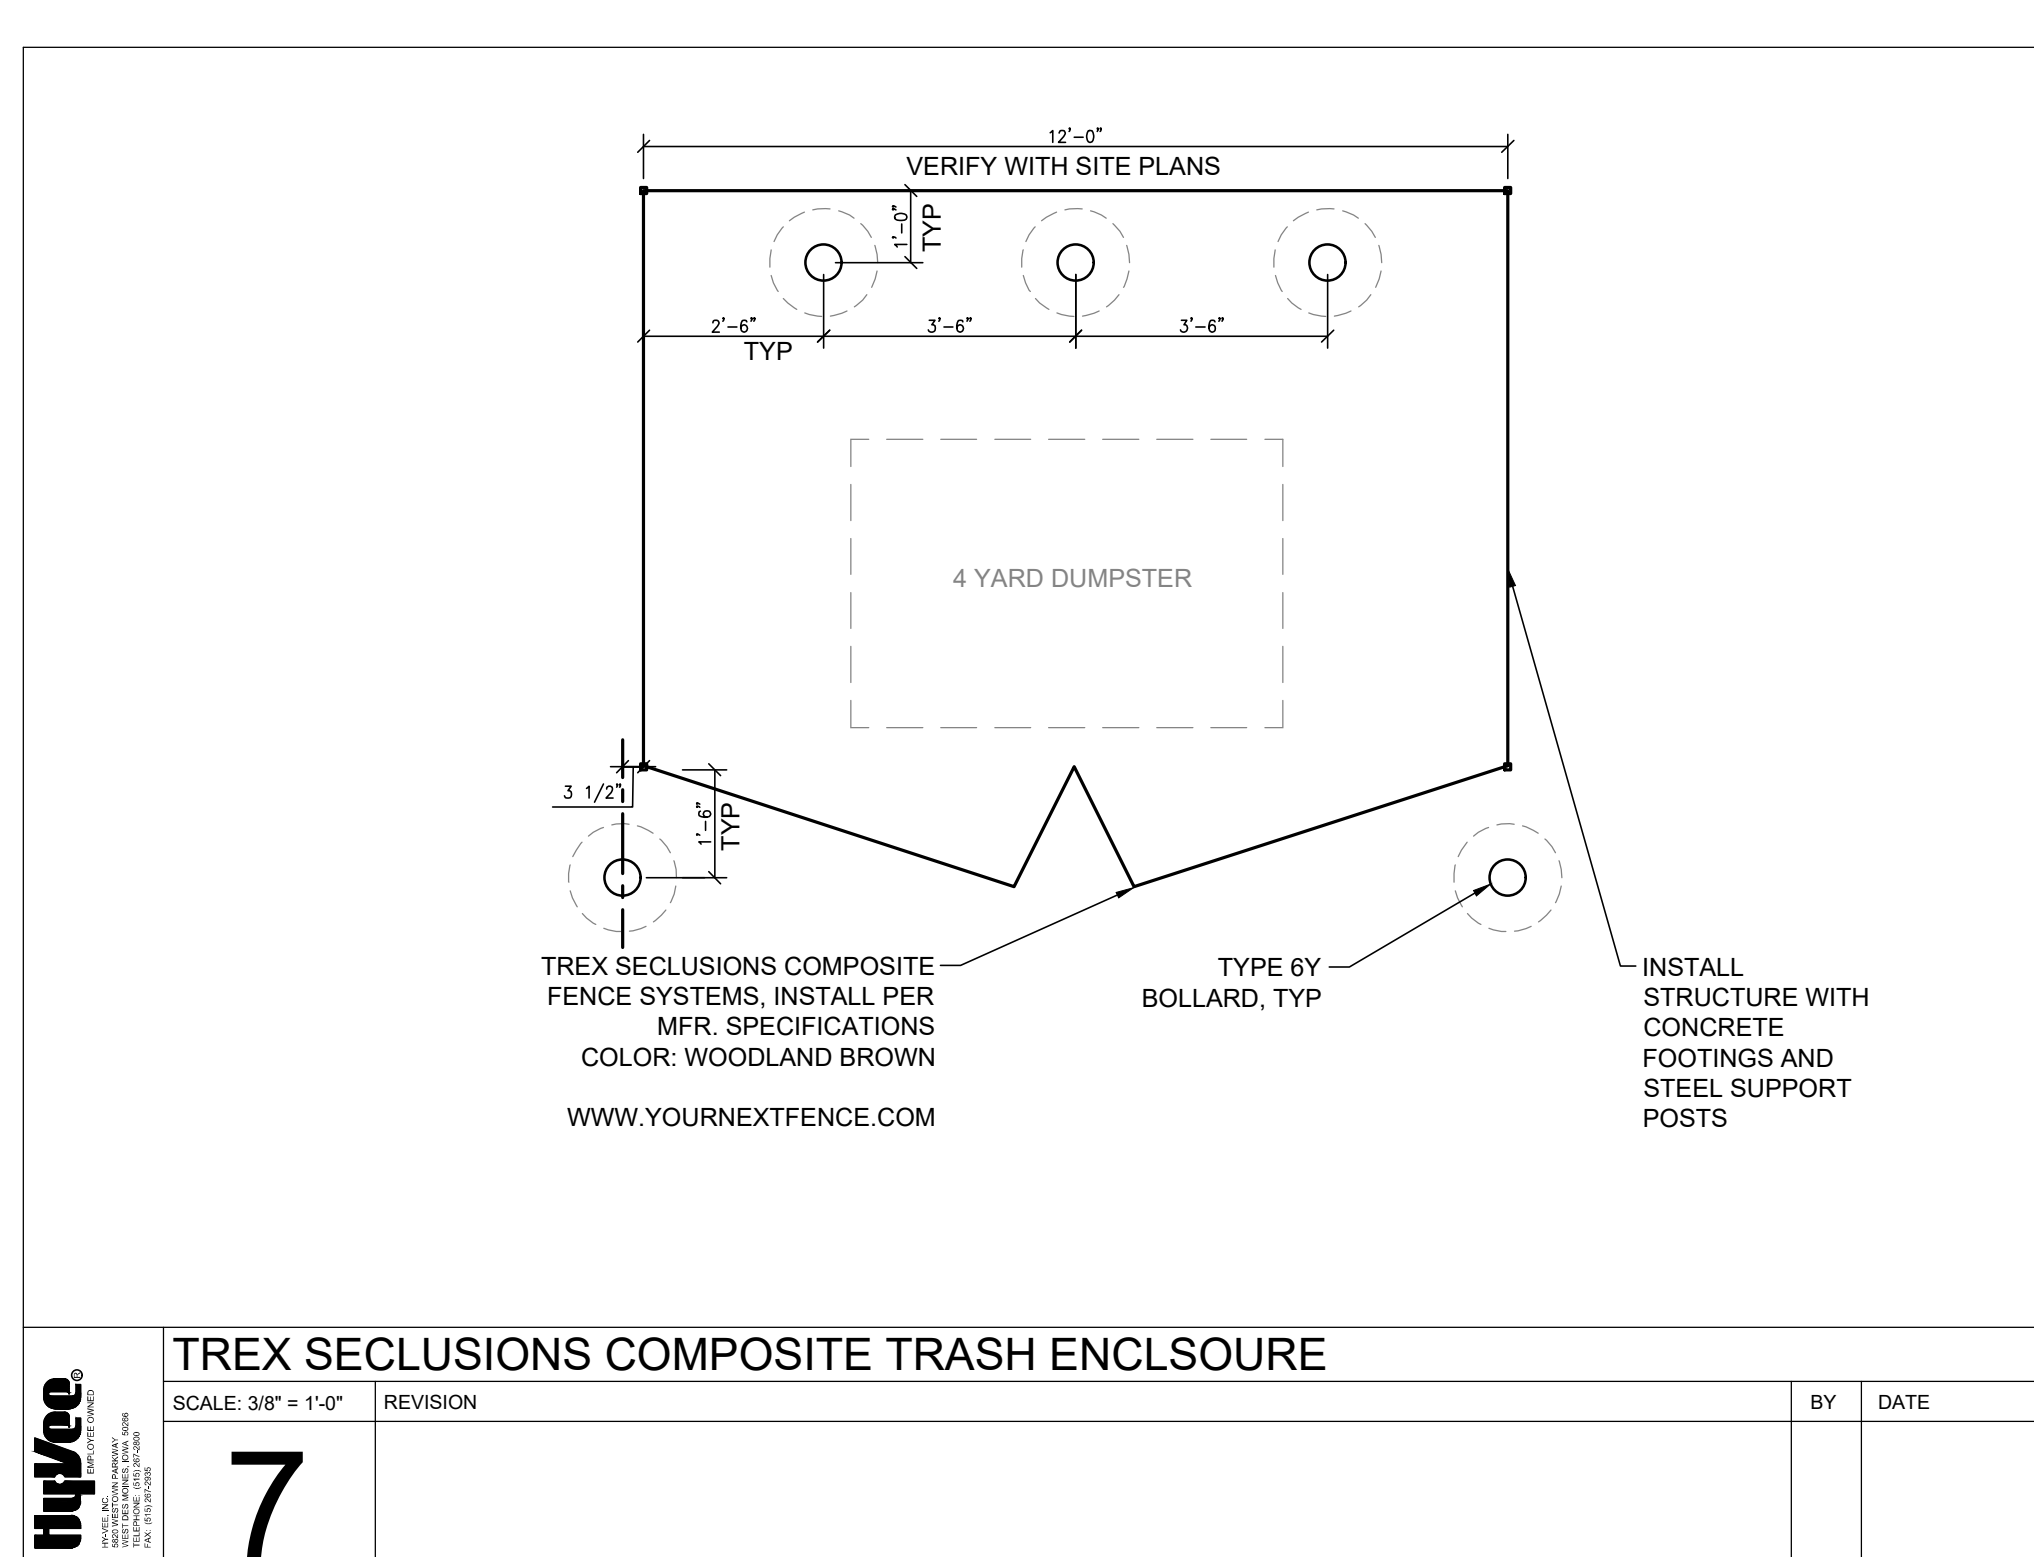 12'-0"
VERIFY WITH SITE PLANS
1'-0"
TYP
2'-6"
TYP
3'-6"
3'-6"
4 YARD DUMPSTER
3 1/2"
1'-6"
TYP
TREX SECLUSIONS COMPOSITE
FENCE SYSTEMS, INSTALL PER
MFR. SPECIFICATIONS
COLOR: WOODLAND BROWN
WWW.YOURNEXTFENCE.COM
TYPE 6Y
BOLLARD, TYP
INSTALL
STRUCTURE WITH
CONCRETE
FOOTINGS AND
STEEL SUPPORT
POSTS
HyVee®
EMPLOYEE OWNED
HY-VEE, INC.
5820 WESTOWN PARKWAY
WEST DES MOINES, IOWA 50266
TELEPHONE: (515) 267-2800
FAX: (515) 267-2935
TREX SECLUSIONS COMPOSITE TRASH ENCLSOURE
SCALE: 3/8" = 1'-0"
REVISION
BY
DATE
7